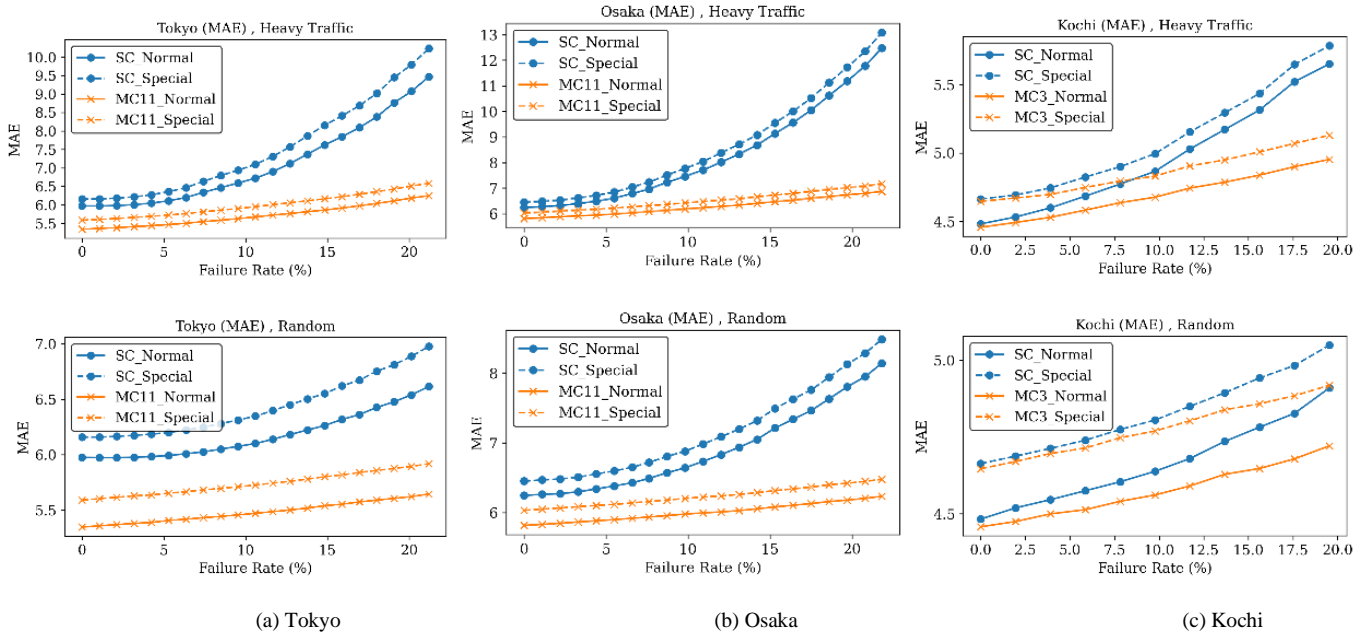 Tokyo (MAE) , Heavy Traffic
SC_Normal
SC_Special
MC11_Normal
MC11_Special
MAE
10.0
9.5
9.0
8.5
8.0
7.5
7.0
6.5
6.0
5.5
0
5
10
15
20
Failure Rate (%)
Osaka (MAE) , Heavy Traffic
SC_Normal
SC_Special
MC11_Normal
MC11_Special
MAE
13
12
11
10
9
8
7
6
0
5
10
15
20
Failure Rate (%)
Kochi (MAE) , Heavy Traffic
SC_Normal
SC_Special
MC3_Normal
MC3_Special
MAE
5.5
5.0
4.5
0.0
2.5
5.0
7.5
10.0
12.5
15.0
17.5
20.0
Failure Rate (%)
Tokyo (MAE) , Random
SC_Normal
SC_Special
MC11_Normal
MC11_Special
MAE
7.0
6.5
6.0
5.5
0
5
10
15
20
Failure Rate (%)
Osaka (MAE) , Random
SC_Normal
SC_Special
MC11_Normal
MC11_Special
MAE
8
7
6
0
5
10
15
20
Failure Rate (%)
Kochi (MAE) , Random
SC_Normal
SC_Special
MC3_Normal
MC3_Special
MAE
5.0
4.5
0.0
2.5
5.0
7.5
10.0
12.5
15.0
17.5
20.0
Failure Rate (%)
(a) Tokyo
(b) Osaka
(c) Kochi